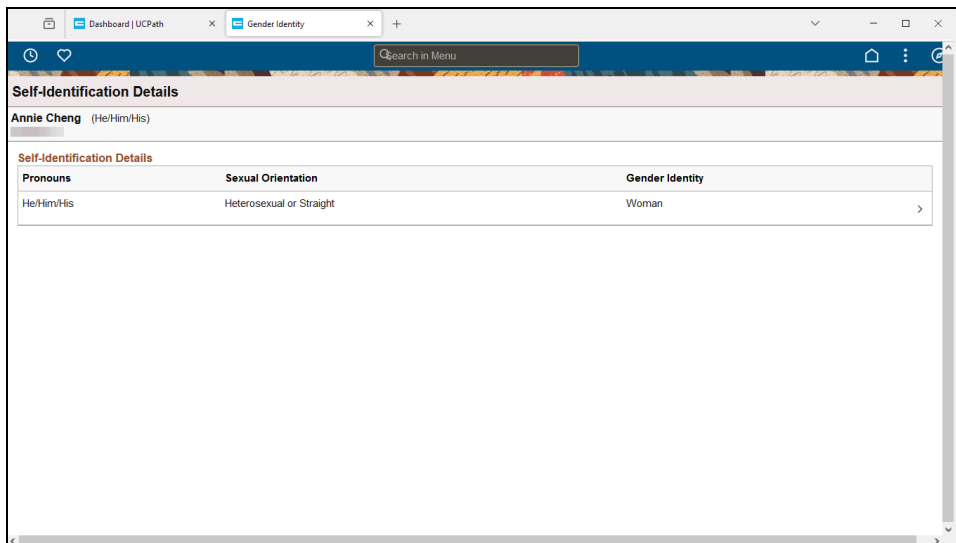 Dashboard | UCPath
Gender Identity
Search in Menu
Self-Identification Details
Annie Cheng (He/Him/His)
Self-Identification Details
Pronouns Sexual Orientation Gender Identity
He/Him/His Heterosexual or Straight Woman